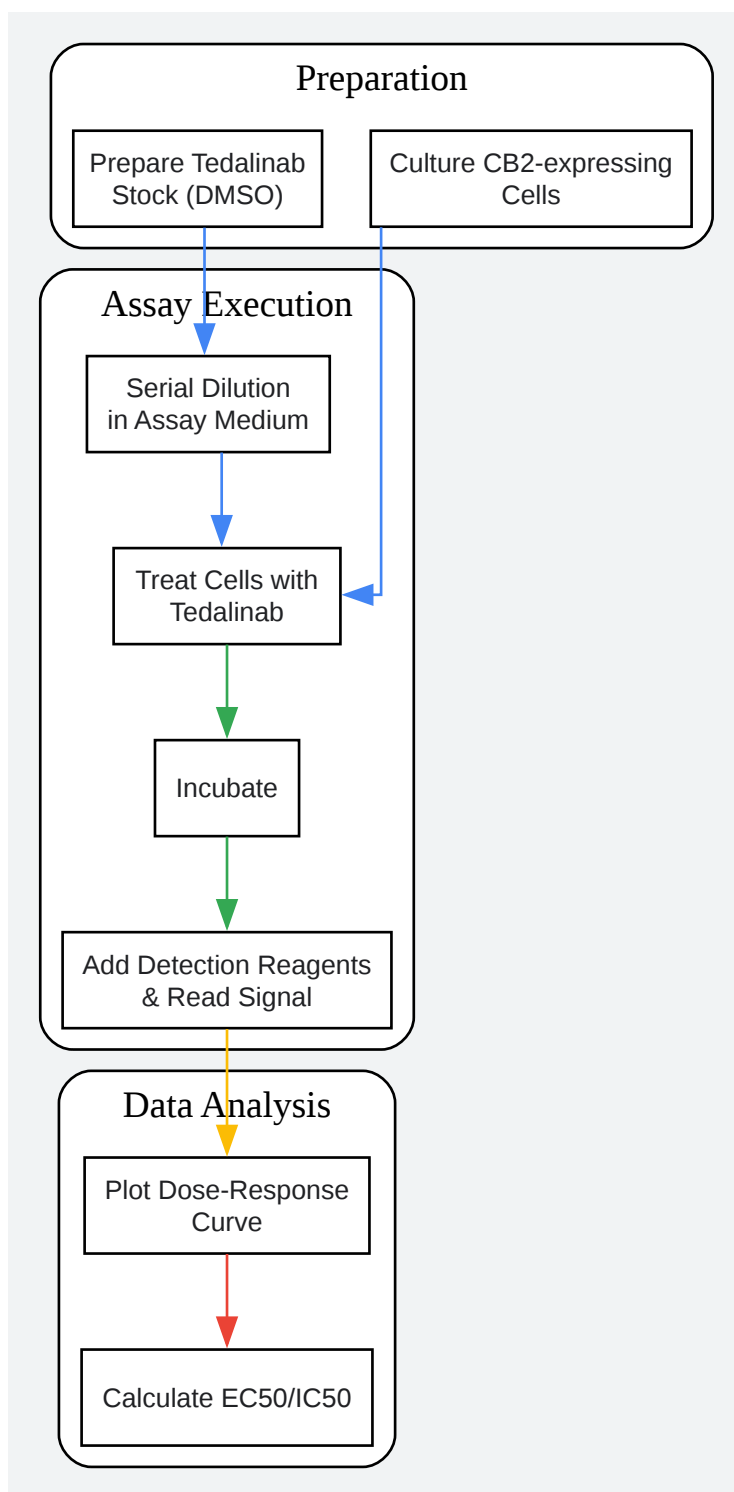 Preparation
Prepare Tedalinab
Stock (DMSO)
Culture CB2-expressing
Cells
Assay Execution
Serial Dilution
in Assay Medium
Treat Cells with
Tedalinab
Incubate
Add Detection Reagents
& Read Signal
Data Analysis
Plot Dose-Response
Curve
Calculate EC50/IC50